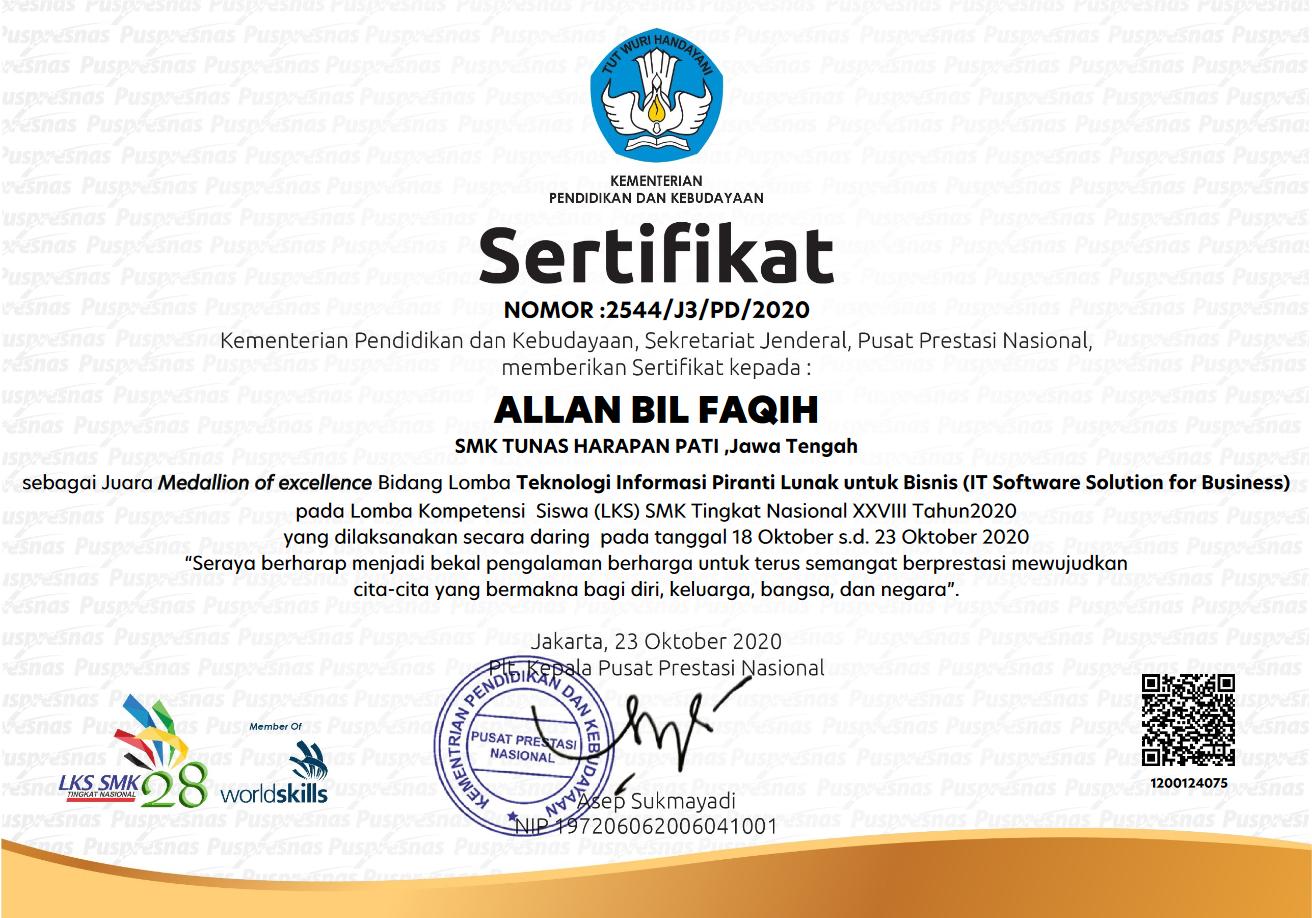 TUT WURI HANDAYANI
KEMENTERIAN
PENDIDIKAN DAN KEBUDAYAAN
Sertifikat
NOMOR :2544/J3/PD/2020
Kementerian Pendidikan dan Kebudayaan, Sekretariat Jenderal, Pusat Prestasi Nasional,
memberikan Sertifikat kepada :
ALLAN BIL FAQIH
SMK TUNAS HARAPAN PATI ,Jawa Tengah
sebagai Juara Medallion of excellence Bidang Lomba Teknologi Informasi Piranti Lunak untuk Bisnis (IT Software Solution for Business)
pada Lomba Kompetensi  Siswa (LKS) SMK Tingkat Nasional XXVIII Tahun2020
yang dilaksanakan secara daring  pada tanggal 18 Oktober s.d. 23 Oktober 2020
“Seraya berharap menjadi bekal pengalaman berharga untuk terus semangat berprestasi mewujudkan
cita-cita yang bermakna bagi diri, keluarga, bangsa, dan negara”.
Jakarta, 23 Oktober 2020
Plt. Kepala Pusat Prestasi Nasional
KEMENTRIAN PENDIDIKAN DAN KEBUDAYAAN
PUSAT PRESTASI
NASIONAL
Asep Sukmayadi
NIP 197206062006041001
LKS SMK 28
TINGKAT NASIONAL
Member Of
worldskills
1200124075